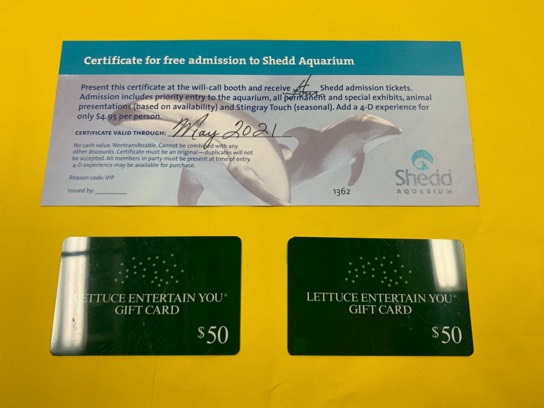 Certificate for free admission to Shedd Aquarium
Present this certificate at the will-call booth and receive four Shedd admission tickets.
Admission includes priority entry to the aquarium, all permanent and special exhibits, animal
presentations (based on availability) and Stingray Touch (seasonal). Add a 4-D experience for
only $4.95 per person.
CERTIFICATE VALID THROUGH: May 2021
No cash value. Nontransferable. Cannot be combined with any
other discounts. Certificate must be an original—duplicates will not
be accepted. All members in party must be present at time of entry.
4-D experience may be available for purchase.
Reason code: VIP
Issued by:
1362
Shedd
AQUARIUM
LETTUCE ENTERTAIN YOU®
GIFT CARD
$50
LETTUCE ENTERTAIN YOU®
GIFT CARD
$50